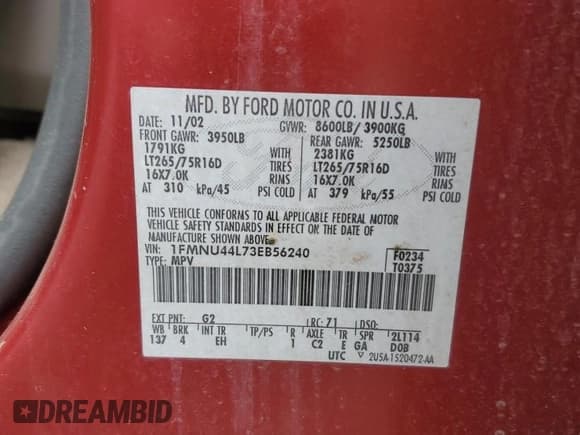 MFD. BY FORD MOTOR CO. IN U.S.A.
DATE: 11/02 GVWR: 8600LB/ 3900KG
FRONT GAWR: 3950LB REAR GAWR: 5250LB
1791KG WITH 2381KG WITH
LT265/75R16D TIRES LT265/75R16D TIRES
16X7.0K RIMS 16X7.0K RIMS
AT 310 kPa/45 PSI COLD AT 379 kPa/55 PSI COLD
THIS VEHICLE CONFORMS TO ALL APPLICABLE FEDERAL MOTOR
VEHICLE SAFETY STANDARDS IN EFFECT ON THE DATE OF
MANUFACTURE SHOWN ABOVE.
VIN: 1FMNU44L73EB56240 F0234
TYPE: MPV T0375
EXT PNT: G2 RC: 71 DSO:
WB BRK INT TR TP/PS R AXLE TR SPR 2L114
137 4 EH 1 C2 E GA DOB
UTC ▽ 2U5A-1520472-AA
DREAMBID